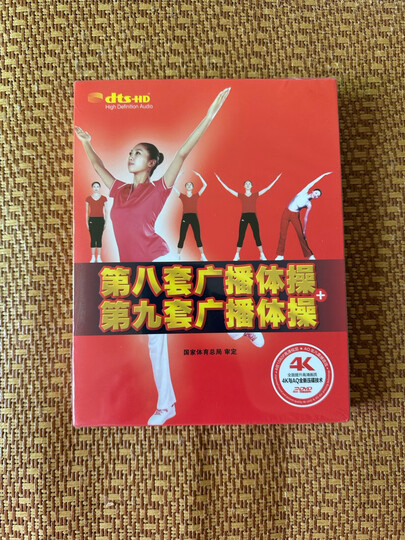 dts-HD
High Definition Audio
第八套广播体操
+
第九套广播体操
国家体育总局 审定
4K
4K与AQ全新压碟技术
2DVD